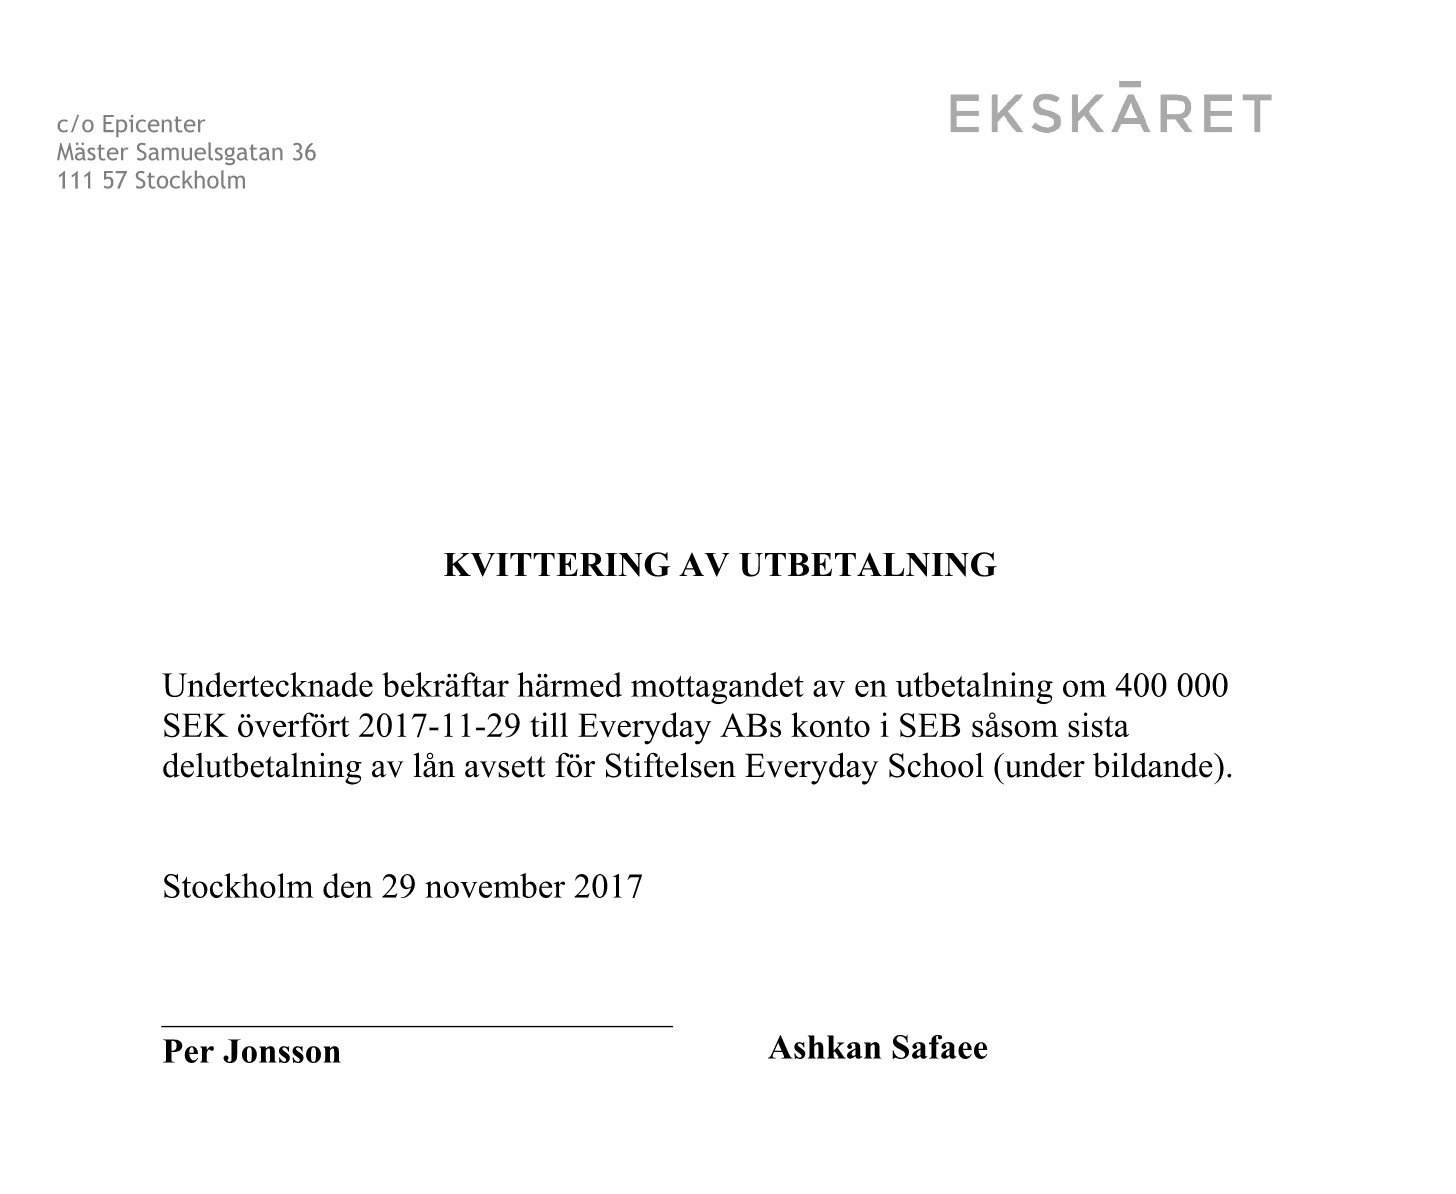 c/o Epicenter
Mäster Samuelsgatan 36
111 57 Stockholm
EKSKĀRET
KVITTERING AV UTBETALNING
Undertecknade bekräftar härmed mottagandet av en utbetalning om 400 000
SEK överfört 2017-11-29 till Everyday ABs konto i SEB såsom sista
delutbetalning av lån avsett för Stiftelsen Everyday School (under bildande).
Stockholm den 29 november 2017
Per Jonsson
Ashkan Safaee